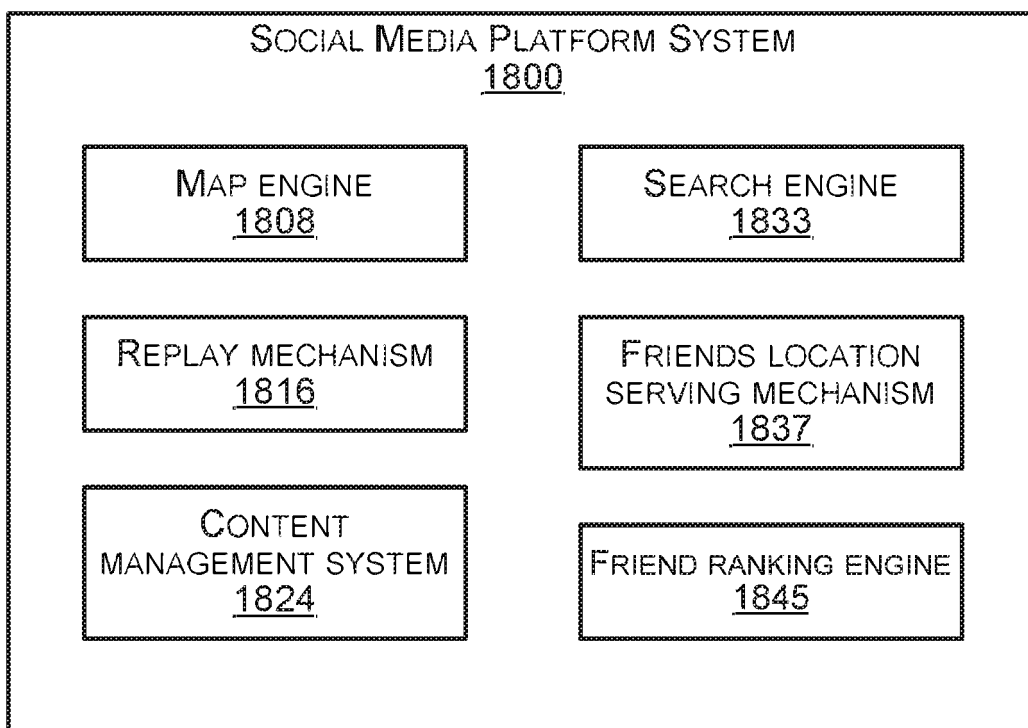 SOCIAL MEDIA PLATFORM SYSTEM
1800
MAP ENGINE
1808
SEARCH ENGINE
1833
REPLAY MECHANISM
1816
FRIENDS LOCATION
SERVING MECHANISM
1837
CONTENT
MANAGEMENT SYSTEM
1824
FRIEND RANKING ENGINE
1845